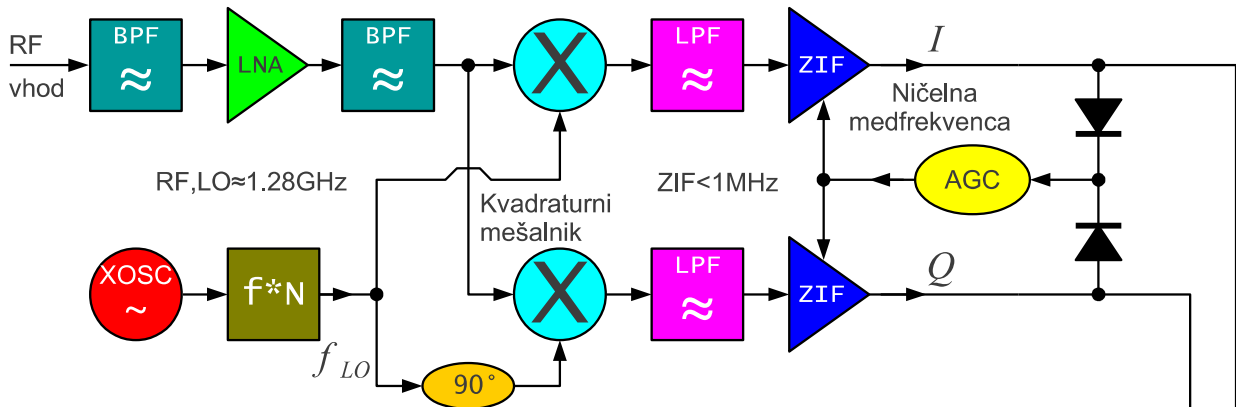 RF
vhod
BPF
≈
LNA
BPF
≈
X
LPF
≈
ZIF
I
Ničelna
medfrekvenca
RF,LO≈1.28GHz
ZIF<1MHz
AGC
Kvadraturni
mešalnik
XOSC
~
f*N
X
LPF
≈
ZIF
Q
f LO
90°